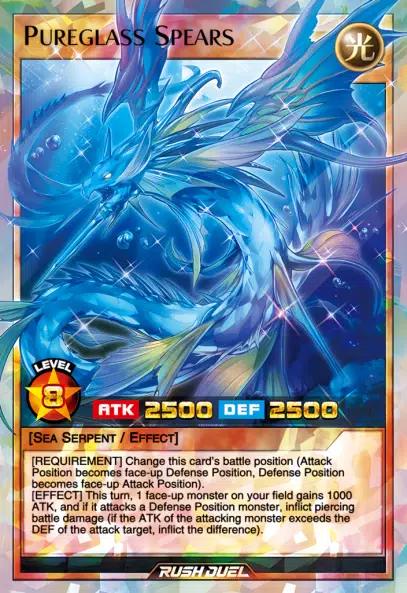 PUREGLASS SPEARS
光
LEVEL
8
ATK 2500 DEF 2500
[SEA SERPENT / EFFECT]
[REQUIREMENT] Change this card's battle position (Attack
Position becomes face-up Defense Position, Defense Position
becomes face-up Attack Position).
[EFFECT] This turn, 1 face-up monster on your field gains 1000
ATK, and if it attacks a Defense Position monster, inflict piercing
battle damage (if the ATK of the attacking monster exceeds the
DEF of the attack target, inflict the difference).
RUSH DUEL